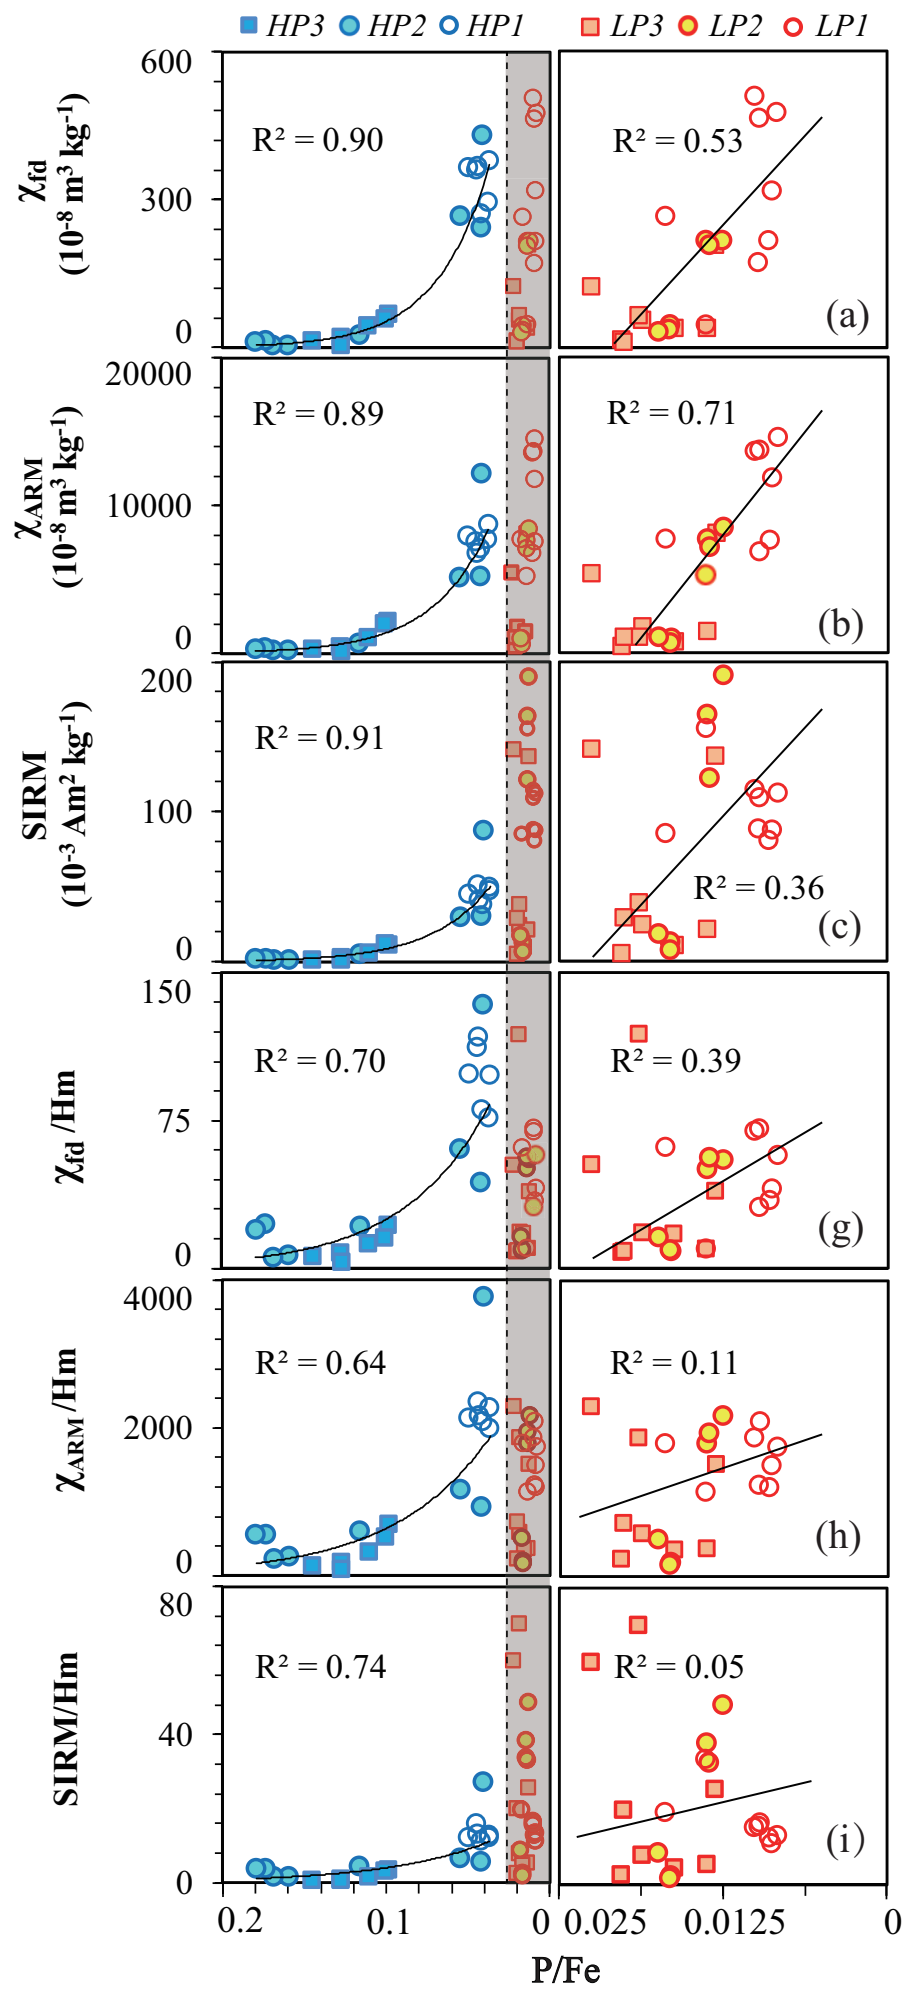 HP3 HP2 HP1 LP3 LP2 LP1
600
300
0
χfd
(10⁻⁸ m³ kg⁻¹)
R² = 0.90
R² = 0.53
(a)
20000
10000
0
χARM
(10⁻⁸ m³ kg⁻¹)
R² = 0.89
R² = 0.71
(b)
200
100
0
SIRM
(10⁻³ Am² kg⁻¹)
R² = 0.91
R² = 0.36
(c)
150
75
0
χfd /Hm
R² = 0.70
R² = 0.39
(g)
4000
2000
0
χARM /Hm
R² = 0.64
R² = 0.11
(h)
80
40
0
SIRM/Hm
R² = 0.74
R² = 0.05
(i)
0.2 0.1 0 0.025 0.0125 0
P/Fe